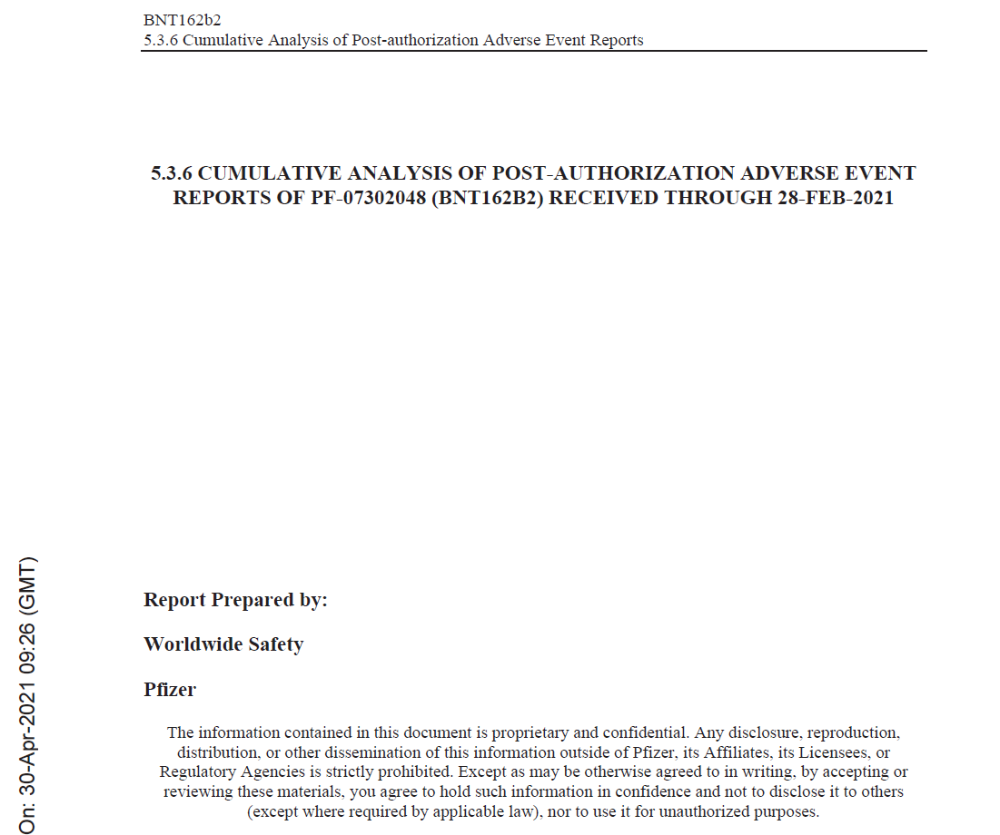 BNT162b2
5.3.6 Cumulative Analysis of Post-authorization Adverse Event Reports
5.3.6 CUMULATIVE ANALYSIS OF POST-AUTHORIZATION ADVERSE EVENT
REPORTS OF PF-07302048 (BNT162B2) RECEIVED THROUGH 28-FEB-2021
Report Prepared by:
Worldwide Safety
Pfizer
The information contained in this document is proprietary and confidential. Any disclosure, reproduction,
distribution, or other dissemination of this information outside of Pfizer, its Affiliates, its Licensees, or
Regulatory Agencies is strictly prohibited. Except as may be otherwise agreed to in writing, by accepting or
reviewing these materials, you agree to hold such information in confidence and not to disclose it to others
(except where required by applicable law), nor to use it for unauthorized purposes.
On: 30-Apr-2021 09:26 (GMT)